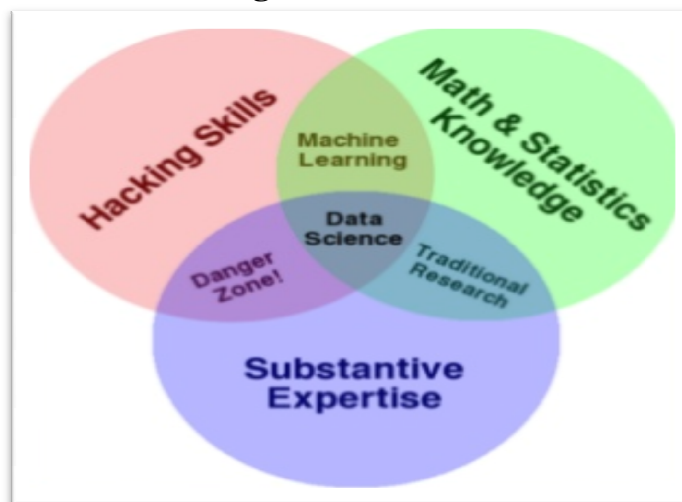 Hacking Skills
Math & Statistics
Knowledge
Machine
Learning
Data
Science
Danger
Zone!
Traditional
Research
Substantive
Expertise